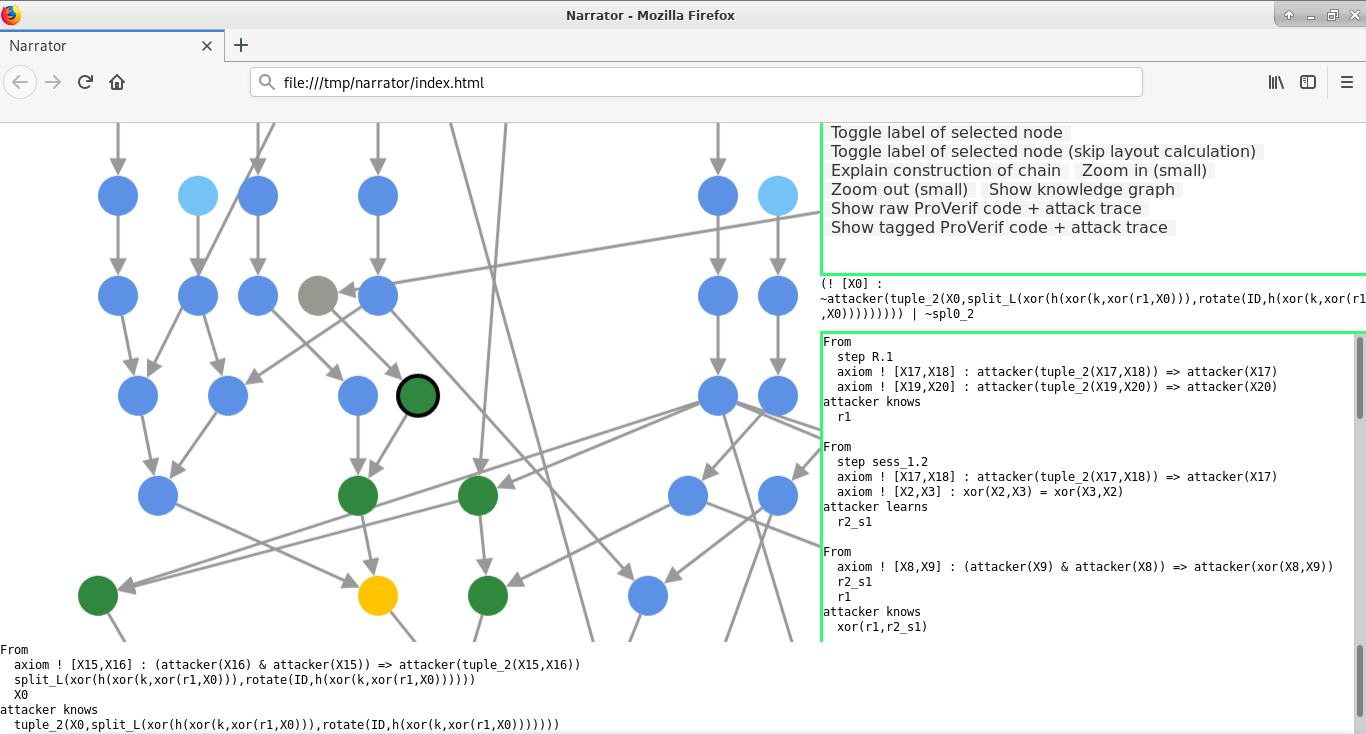 Narrator - Mozilla Firefox
Narrator
file:///tmp/narrator/index.html
Toggle label of selected node
Toggle label of selected node (skip layout calculation)
Explain construction of chain Zoom in (small)
Zoom out (small) Show knowledge graph
Show raw ProVerif code + attack trace
Show tagged ProVerif code + attack trace
(! [X0] :
~attacker(tuple_2(X0,split_L(xor(h(xor(k,xor(r1,X0))),rotate(ID,h(xor(k,xor(r1
,X0))))))))) | ~spl0_2
From
step R.1
axiom ! [X17,X18] : attacker(tuple_2(X17,X18)) => attacker(X17)
axiom ! [X19,X20] : attacker(tuple_2(X19,X20)) => attacker(X20)
attacker knows
r1
From
step sess_1.2
axiom ! [X17,X18] : attacker(tuple_2(X17,X18)) => attacker(X17)
axiom ! [X2,X3] : xor(X2,X3) = xor(X3,X2)
attacker learns
r2_s1
From
axiom ! [X8,X9] : (attacker(X9) & attacker(X8)) => attacker(xor(X8,X9))
r2_s1
r1
attacker knows
xor(r1,r2_s1)
From
axiom ! [X15,X16] : (attacker(X16) & attacker(X15)) => attacker(tuple_2(X15,X16))
split_L(xor(h(xor(k,xor(r1,X0))),rotate(ID,h(xor(k,xor(r1,X0))))))
X0
attacker knows
tuple_2(X0,split_L(xor(h(xor(k,xor(r1,X0))),rotate(ID,h(xor(k,xor(r1,X0)))))))